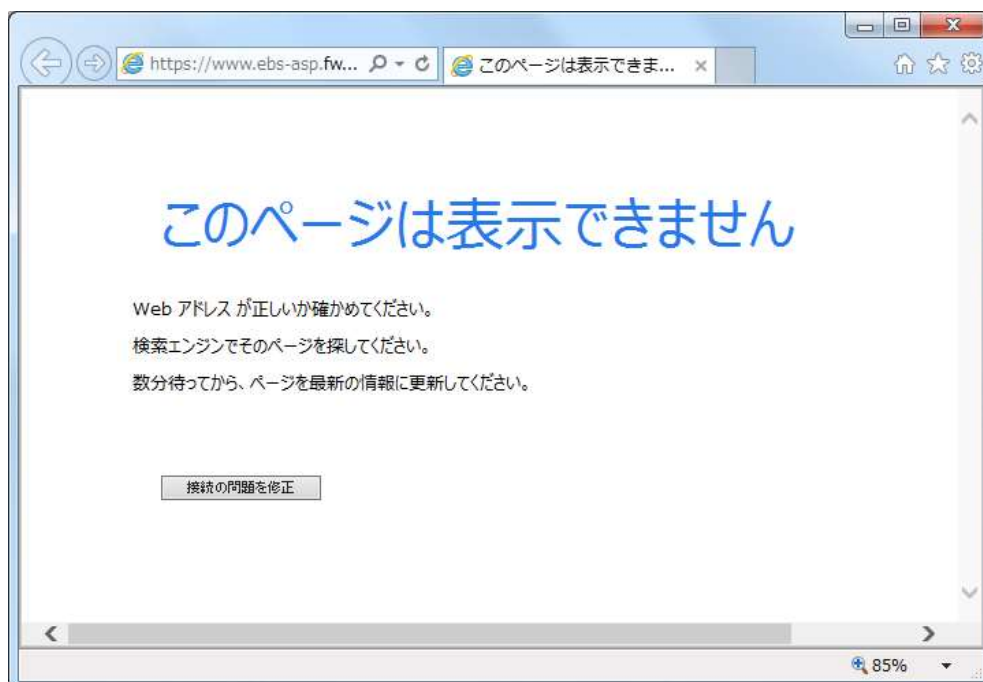 https://www.ebs-asp.fw...
このページは表示できま...
このページは表示できません
Web アドレス が正しいか確かめてください。
検索エンジンでそのページを探してください。
数分待ってから、ページを最新の情報に更新してください。
接続の問題を修正
85%